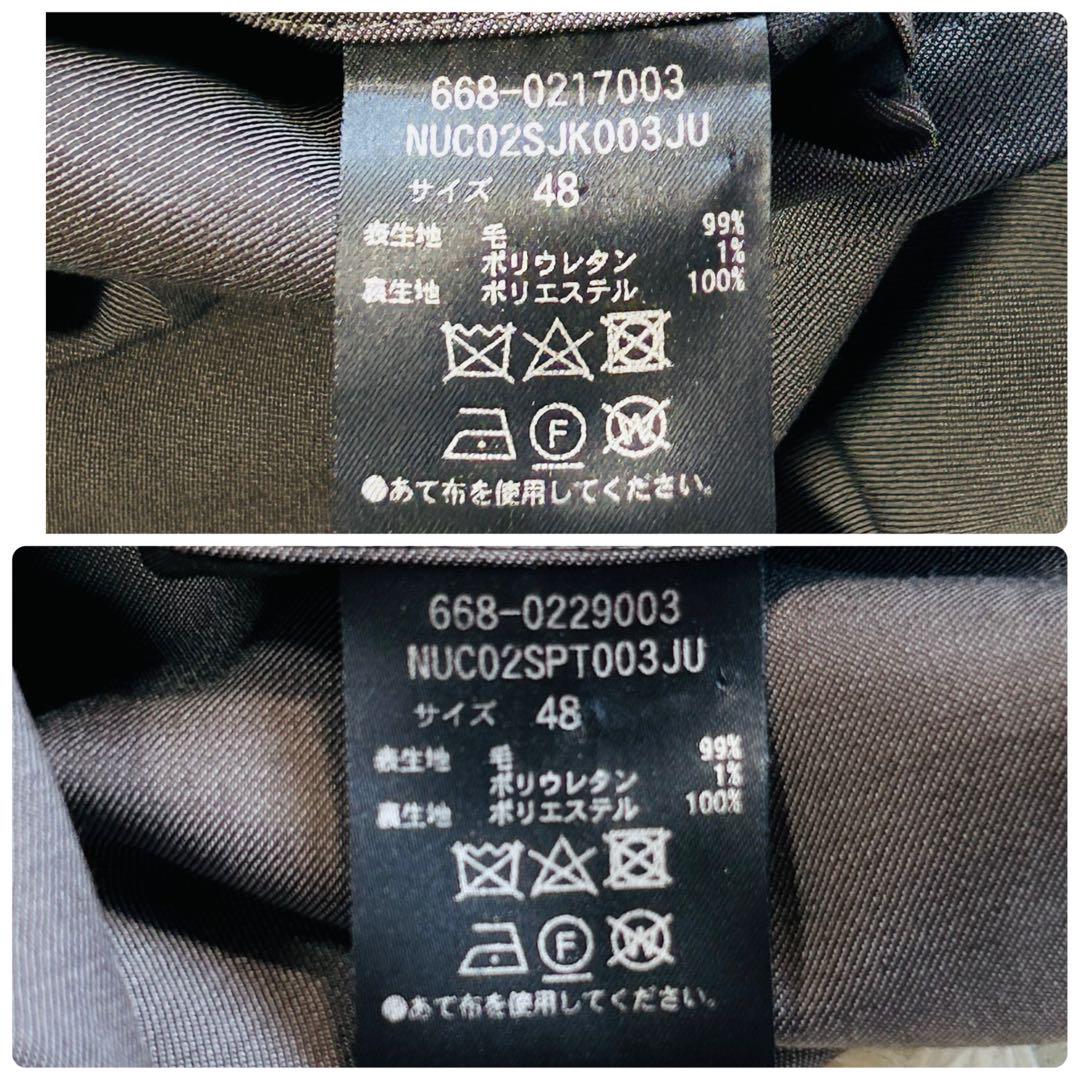 668-0217003
NUC02SJK003JU
サイズ 48
表生地 毛 99%
ポリウレタン 1%
裏生地 ポリエステル 100%
F W
●あて布を使用してください。
668-0229003
NUC02SPT003JU
サイズ 48
表生地 毛 99%
ポリウレタン 1%
裏生地 ポリエステル 100%
F W
●あて布を使用してください。